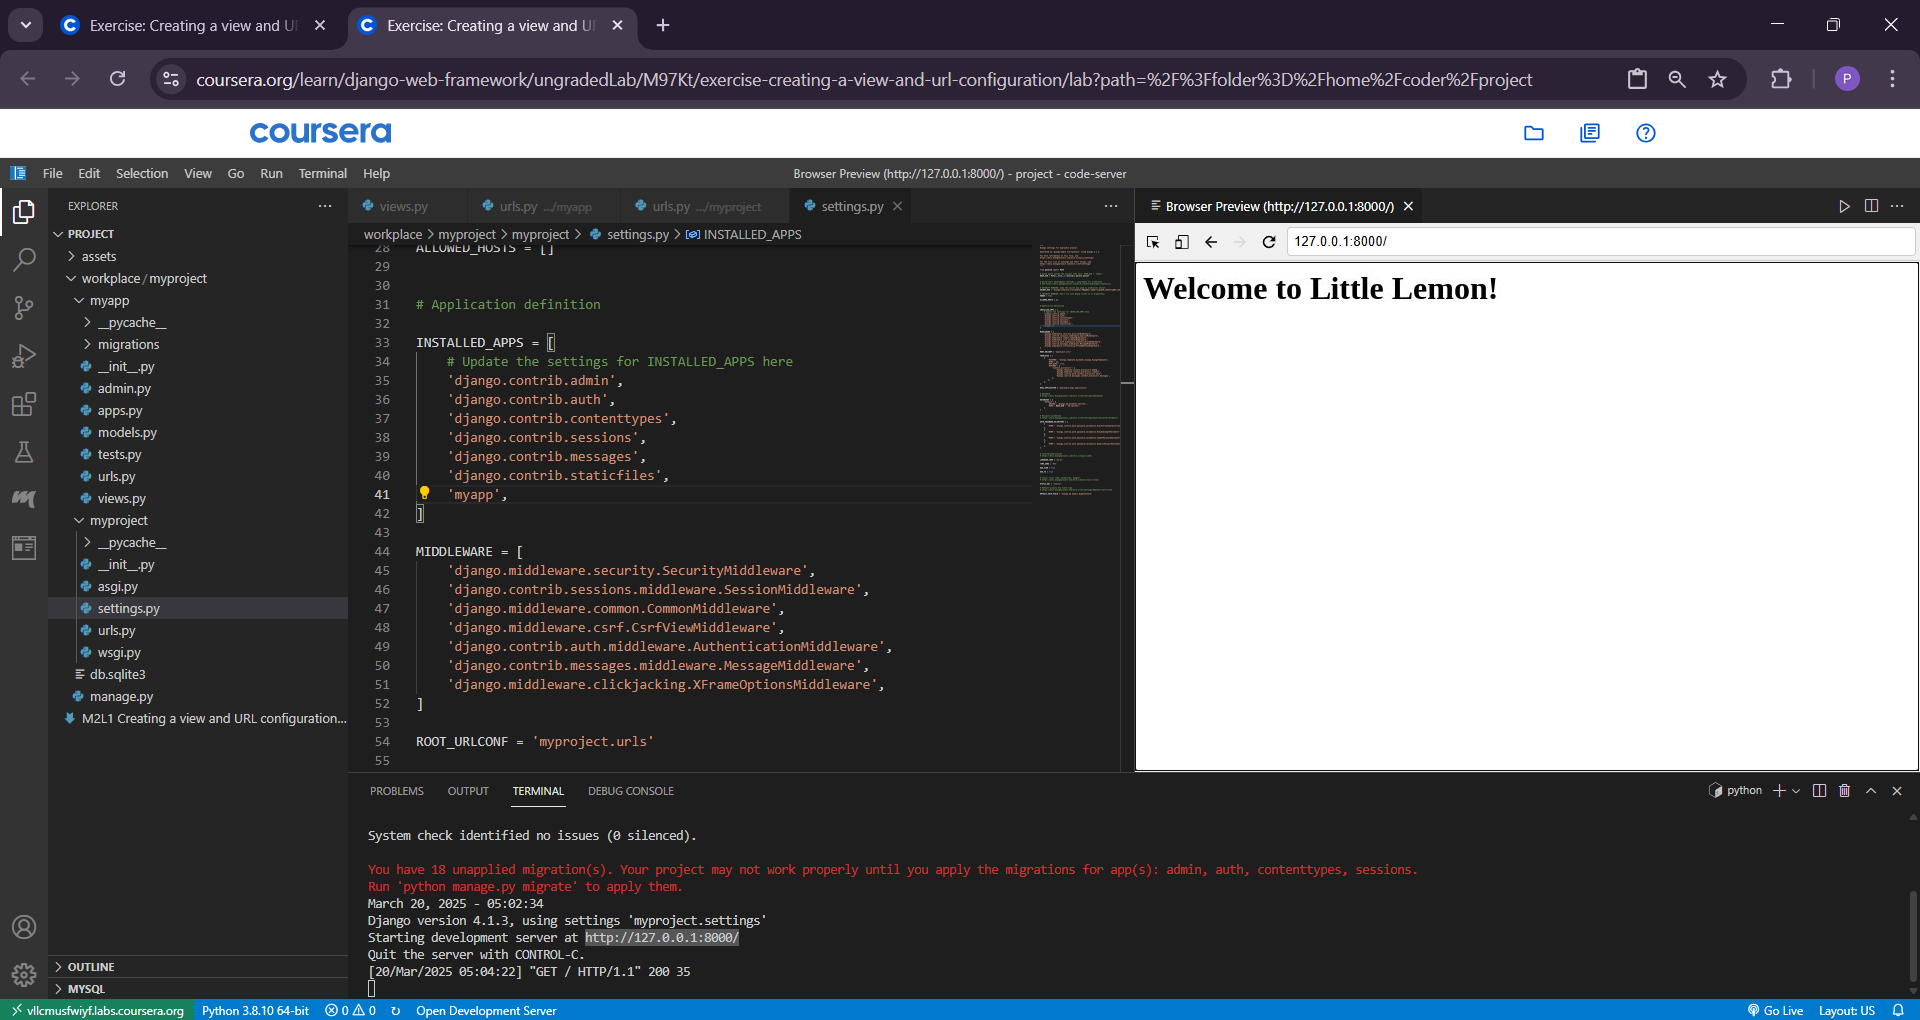 Exercise: Creating a view and UR
Exercise: Creating a view and UR
coursera.org/learn/django-web-framework/ungradedLab/M97Kt/exercise-creating-a-view-and-url-configuration/lab?path=%2F%3Ffolder%3D%2Fhome%2Fcoder%2Fproject
P
coursera
File Edit Selection View Go Run Terminal Help
Browser Preview (http://127.0.0.1:8000/) - project - code-server
EXPLORER
PROJECT
assets
workplace / myproject
myapp
__pycache__
migrations
__init__.py
admin.py
apps.py
models.py
tests.py
urls.py
views.py
myproject
__pycache__
__init__.py
asgi.py
settings.py
urls.py
wsgi.py
db.sqlite3
manage.py
M2L1 Creating a view and URL configuration...
OUTLINE
MYSQL
views.py
urls.py .../myapp
urls.py .../myproject
settings.py
workplace > myproject > myproject > settings.py > INSTALLED_APPS
28 ALLOWED_HOSTS = []
29
30
31 # Application definition
32
33 INSTALLED_APPS = [
34 # Update the settings for INSTALLED_APPS here
35 'django.contrib.admin',
36 'django.contrib.auth',
37 'django.contrib.contenttypes',
38 'django.contrib.sessions',
39 'django.contrib.messages',
40 'django.contrib.staticfiles',
41 'myapp',
42 ]
43
44 MIDDLEWARE = [
45 'django.middleware.security.SecurityMiddleware',
46 'django.contrib.sessions.middleware.SessionMiddleware',
47 'django.middleware.common.CommonMiddleware',
48 'django.middleware.csrf.CsrfViewMiddleware',
49 'django.contrib.auth.middleware.AuthenticationMiddleware',
50 'django.contrib.messages.middleware.MessageMiddleware',
51 'django.middleware.clickjacking.XFrameOptionsMiddleware',
52 ]
53
54 ROOT_URLCONF = 'myproject.urls'
55
Browser Preview (http://127.0.0.1:8000/)
127.0.0.1:8000/
Welcome to Little Lemon!
PROBLEMS OUTPUT TERMINAL DEBUG CONSOLE
python
System check identified no issues (0 silenced).
You have 18 unapplied migration(s). Your project may not work properly until you apply the migrations for app(s): admin, auth, contenttypes, sessions.
Run 'python manage.py migrate' to apply them.
March 20, 2025 - 05:02:34
Django version 4.1.3, using settings 'myproject.settings'
Starting development server at http://127.0.0.1:8000/
Quit the server with CONTROL-C.
[20/Mar/2025 05:04:22] "GET / HTTP/1.1" 200 35
vllcmusfwiyf.labs.coursera.org Python 3.8.10 64-bit 0 0 Open Development Server Go Live Layout: US